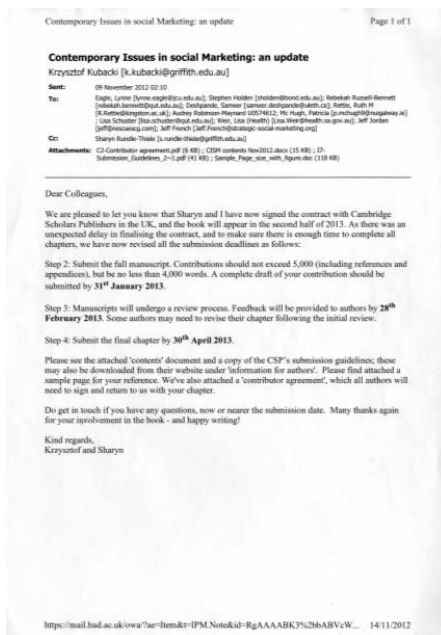 Contemporary Issues in social Marketing: an update Page 1 of 1
Contemporary Issues in social Marketing: an update
Krzysztof Kubacki [k.kubacki@griffith.edu.au]
Sent: 09 November 2012 02:10
To: Eagle, Lynne [lynne.eagle@jcu.edu.au]; Stephen Holden [sholden@bond.edu.au]; Rebekah Russell-Bennett
[rebekah.bennett@qut.edu.au]; Deshpande, Sameer [sameer.deshpande@uleth.ca]; Rettie, Ruth M
[R.Rettie@kingston.ac.uk]; Audrey Robinson-Maynard U0574612; Mc Hugh, Patricia [p.mchugh9@nuigalway.ie]
; Lisa Schuster [lisa.schuster@qut.edu.au]; Weir, Lisa (Health) [Lisa.Weir@health.sa.gov.au]; Jeff Jordan
[jeff@rescuescg.com]; Jeff French [Jeff.French@strategic-social-marketing.org]
Cc: Sharyn Rundle-Thiele [s.rundle-thiele@griffith.edu.au]
Attachments: C2-Contributor agreement.pdf (6 KB) ; CISM contents Nov2012.docx (15 KB) ; I7-
Submission_Guidelines_2~1.pdf (41 KB) ; Sample_Page_size_with_figure.doc (118 KB)
Dear Colleagues,
We are pleased to let you know that Sharyn and I have now signed the contract with Cambridge
Scholars Publishers in the UK, and the book will appear in the second half of 2013. As there was an
unexpected delay in finalising the contract, and to make sure there is enough time to complete all
chapters, we have now revised all the submission deadlines as follows:
Step 2: Submit the full manuscript. Contributions should not exceed 5,000 (including references and
appendices), but be no less than 4,000 words. A complete draft of your contribution should be
submitted by 31st January 2013.
Step 3: Manuscripts will undergo a review process. Feedback will be provided to authors by 28th
February 2013. Some authors may need to revise their chapter following the initial review.
Step 4: Submit the final chapter by 30th April 2013.
Please see the attached 'contents' document and a copy of the CSP's submission guidelines; these
may also be downloaded from their website under 'information for authors'. Please find attached a
sample page for your reference. We've also attached a 'contributor agreement', which all authors will
need to sign and return to us with your chapter.
Do get in touch if you have any questions, now or nearer the submission date. Many thanks again
for your involvement in the book - and happy writing!
Kind regards,
Krzysztof and Sharyn
https://mail.hud.ac.uk/owa/?ae=Item&t=IPM.Note&id=RgAAAABK3%2bbABVcW... 14/11/2012